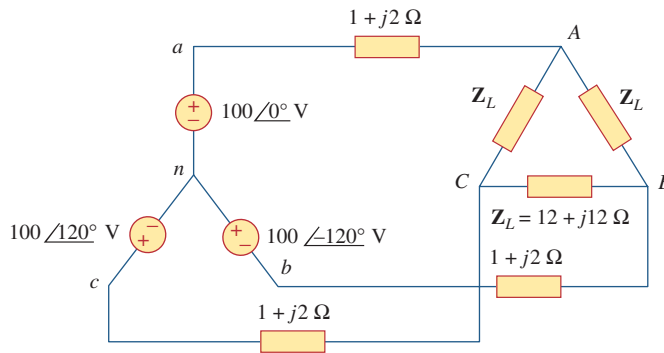 1 + j2 Ω
a
A
Z_L
Z_L
+
−
100 ∠0° V
n
C
B
Z_L = 12 + j12 Ω
100 ∠120° V
−
+
+
−
100 ∠−120° V
b
1 + j2 Ω
c
1 + j2 Ω